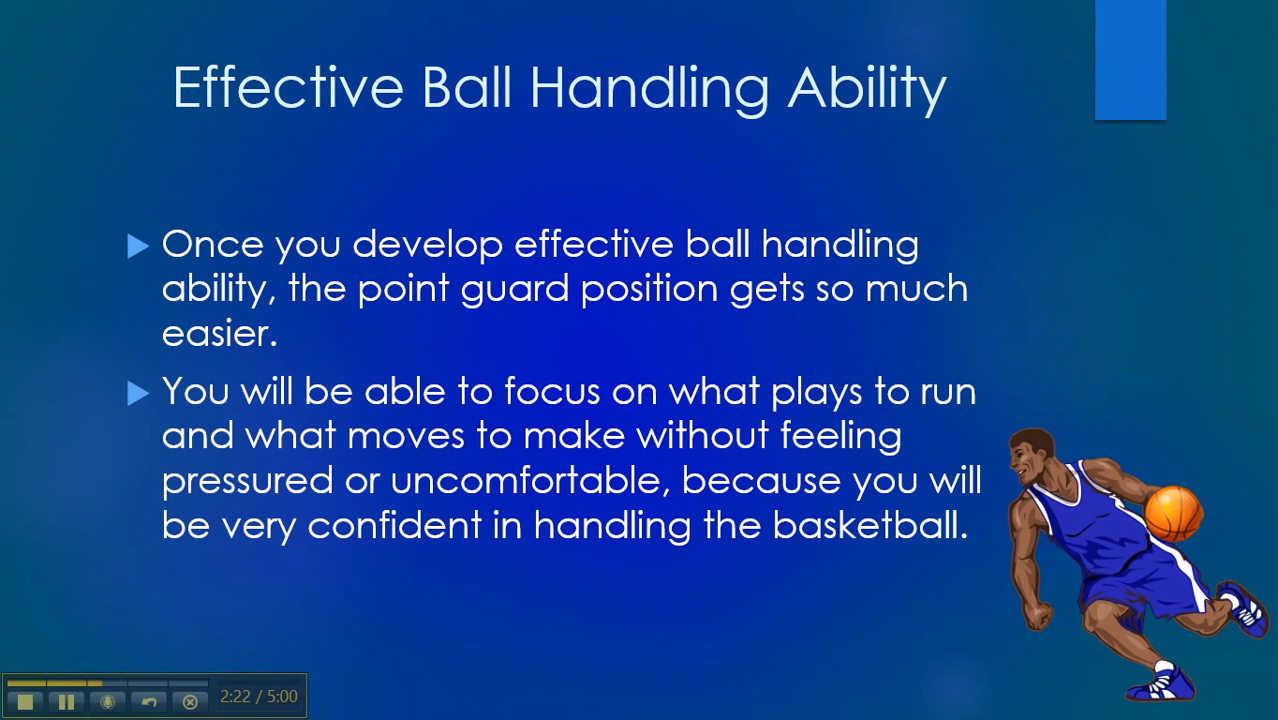 Effective Ball Handling Ability
Once you develop effective ball handling
ability, the point guard position gets so much
easier.
You will be able to focus on what plays to run
and what moves to make without feeling
pressured or uncomfortable, because you will
be very confident in handling the basketball.
2:22 / 5:00